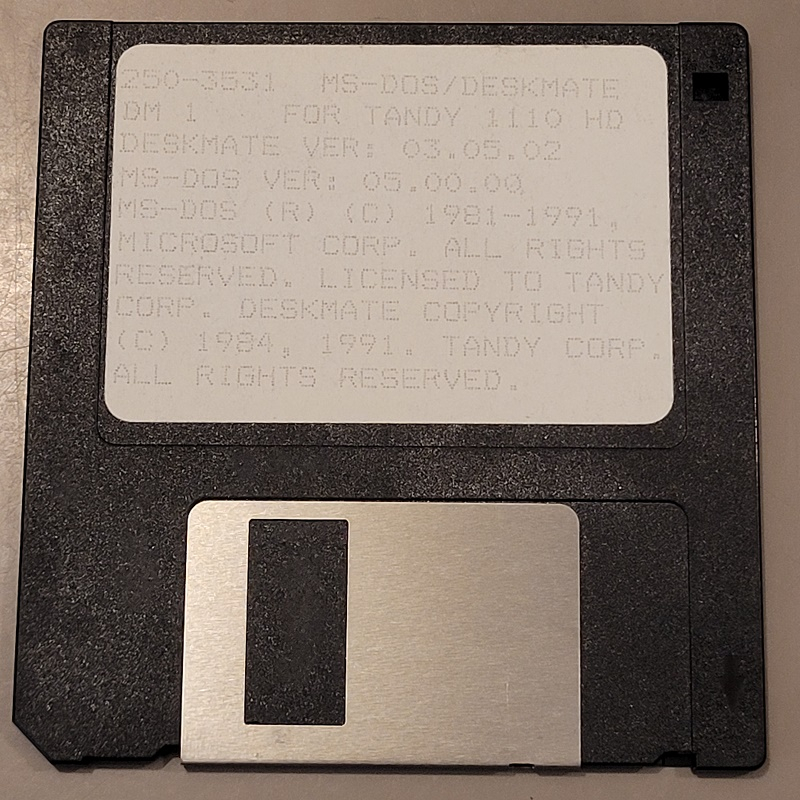 250-3531 MS-DOS/DESKMATE
DM 1 FOR TANDY 1110 HD
DESKMATE VER: 03.05.02
MS-DOS VER: 05.00.00
MS-DOS (R) (C) 1981-1991,
MICROSOFT CORP. ALL RIGHTS
RESERVED. LICENSED TO TANDY
CORP. DESKMATE COPYRIGHT
(C) 1984, 1991. TANDY CORP.
ALL RIGHTS RESERVED.